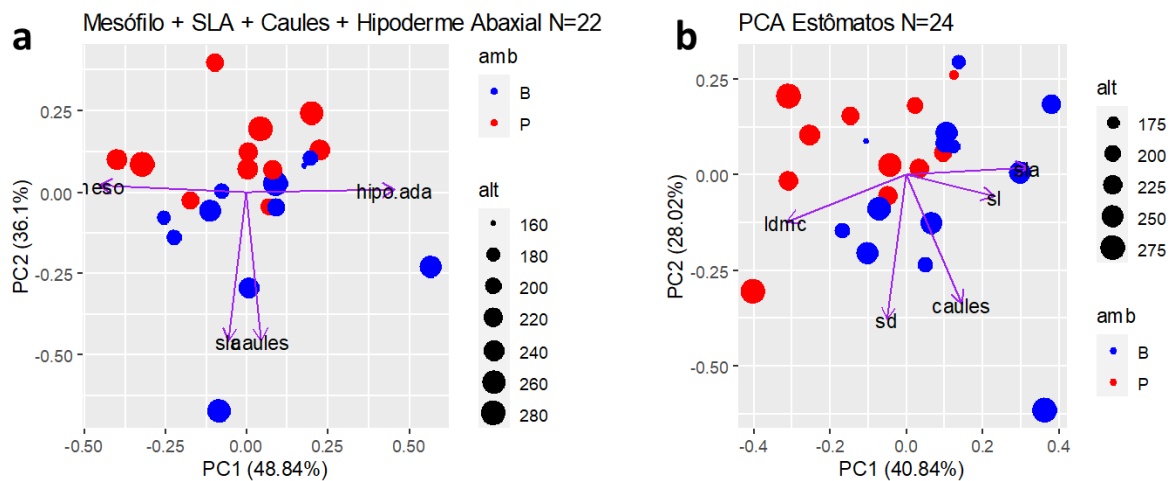 a
Mesófilo + SLA + Caules + Hipoderme Abaxial N=22
0.25
0.00
-0.25
-0.50
PC2 (36.1%)
neso
hipo.ada
sla
caules
-0.50
-0.25
0.00
0.25
0.50
PC1 (48.84%)
amb
B
P
alt
160
180
200
220
240
260
280
b
PCA Estômatos N=24
0.25
0.00
-0.25
-0.50
PC2 (28.02%)
sla
sl
ldmc
caules
sd
-0.4
-0.2
0.0
0.2
0.4
PC1 (40.84%)
alt
175
200
225
250
275
amb
B
P